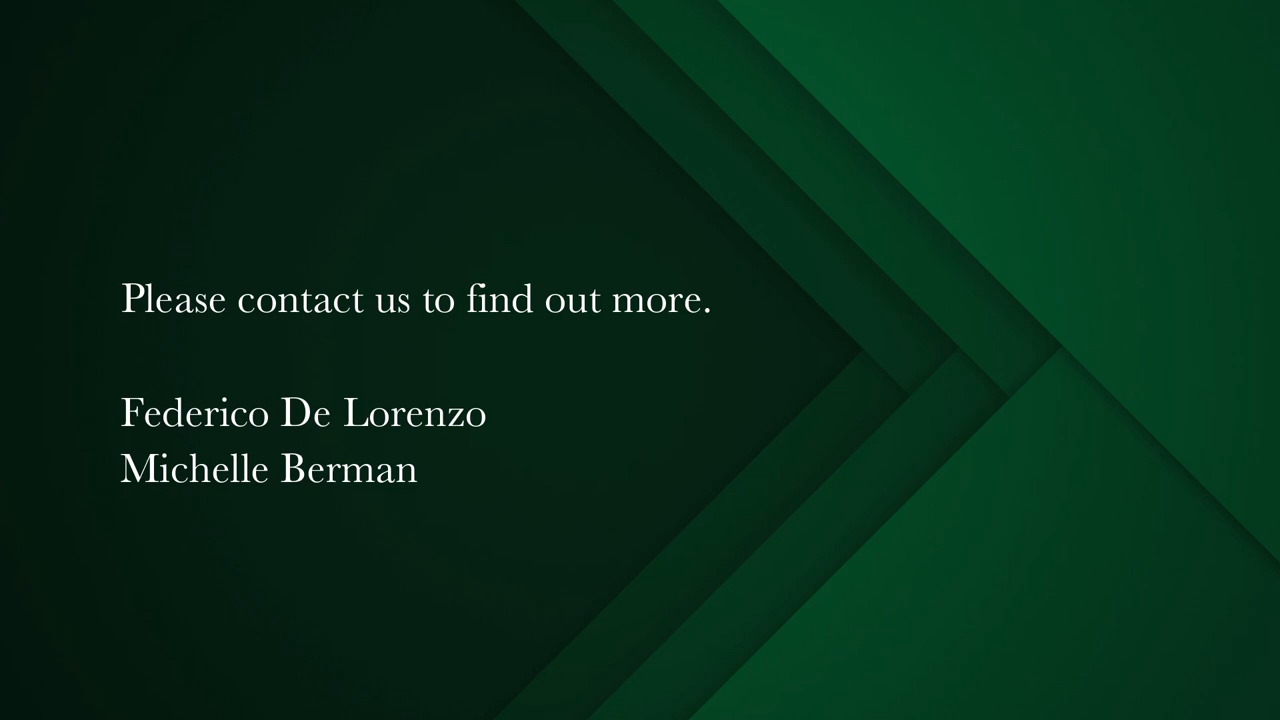 Please contact us to find out more.
Federico De Lorenzo
Michelle Berman